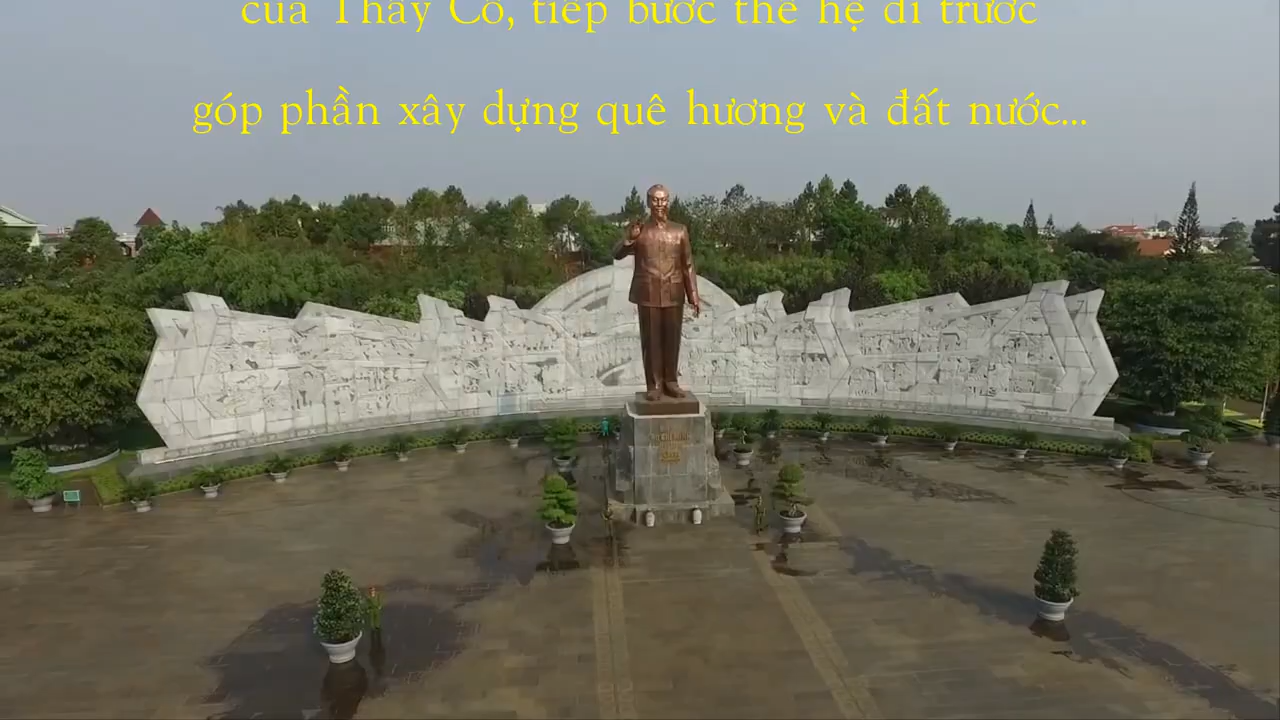 của Thầy Cô, tiếp bước thế hệ đi trước
góp phần xây dựng quê hương và đất nước...